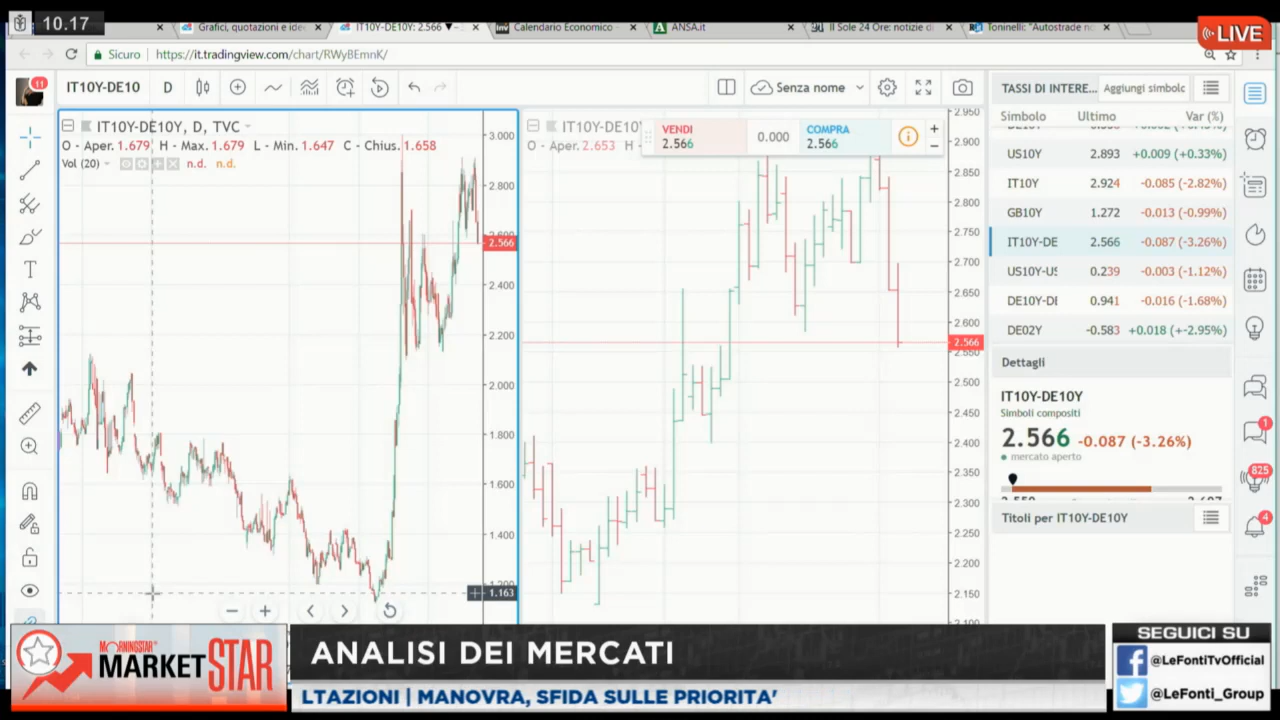 10.17
Grafici, quotazioni e idee
IT10Y-DE10Y: 2.566 ▼−
Calendario Economico -
ANSA.it
Il Sole 24 Ore: notizie di
Toninelli: "Autostrade no
LIVE
Sicuro https://it.tradingview.com/chart/RWyBEmnK/
11
IT10Y-DE10 D
Senza nome
TASSI DI INTERE... Aggiungi simbolo
Simbolo Ultimo Var (%)
US10Y 2.893 +0.009 (+0.33%)
IT10Y 2.924 -0.085 (-2.82%)
GB10Y 1.272 -0.013 (-0.99%)
IT10Y-DE 2.566 -0.087 (-3.26%)
US10Y-US 0.239 -0.003 (-1.12%)
DE10Y-DE 0.941 -0.016 (-1.68%)
DE02Y -0.583 +0.018 (+-2.95%)
IT10Y-DE10Y, D, TVC
O - Aper. 1.679 H - Max. 1.679 L - Min. 1.647 C - Chius. 1.658
Vol (20) n.d. n.d.
3.000
2.800
2.566
2.400
2.200
2.000
1.800
1.600
1.400
1.163
IT10Y-DE10Y
O - Aper. 2.653 H -
VENDI
2.566
0.000
COMPRA
2.566
2.950
2.850
2.800
2.750
2.700
2.650
2.600
2.566
2.550
2.500
2.450
2.400
2.350
2.300
2.250
2.200
2.150
2.100
Dettagli
IT10Y-DE10Y
Simboli compositi
2.566 -0.087 (-3.26%)
mercato aperto
Titoli per IT10Y-DE10Y
1
825
4
MORNINGSTAR
MARKET STAR
ANALISI DEI MERCATI
LTAZIONI | MANOVRA, SFIDA SULLE PRIORITA'
SEGUICI SU
@LeFontiTvOfficial
@LeFonti_Group